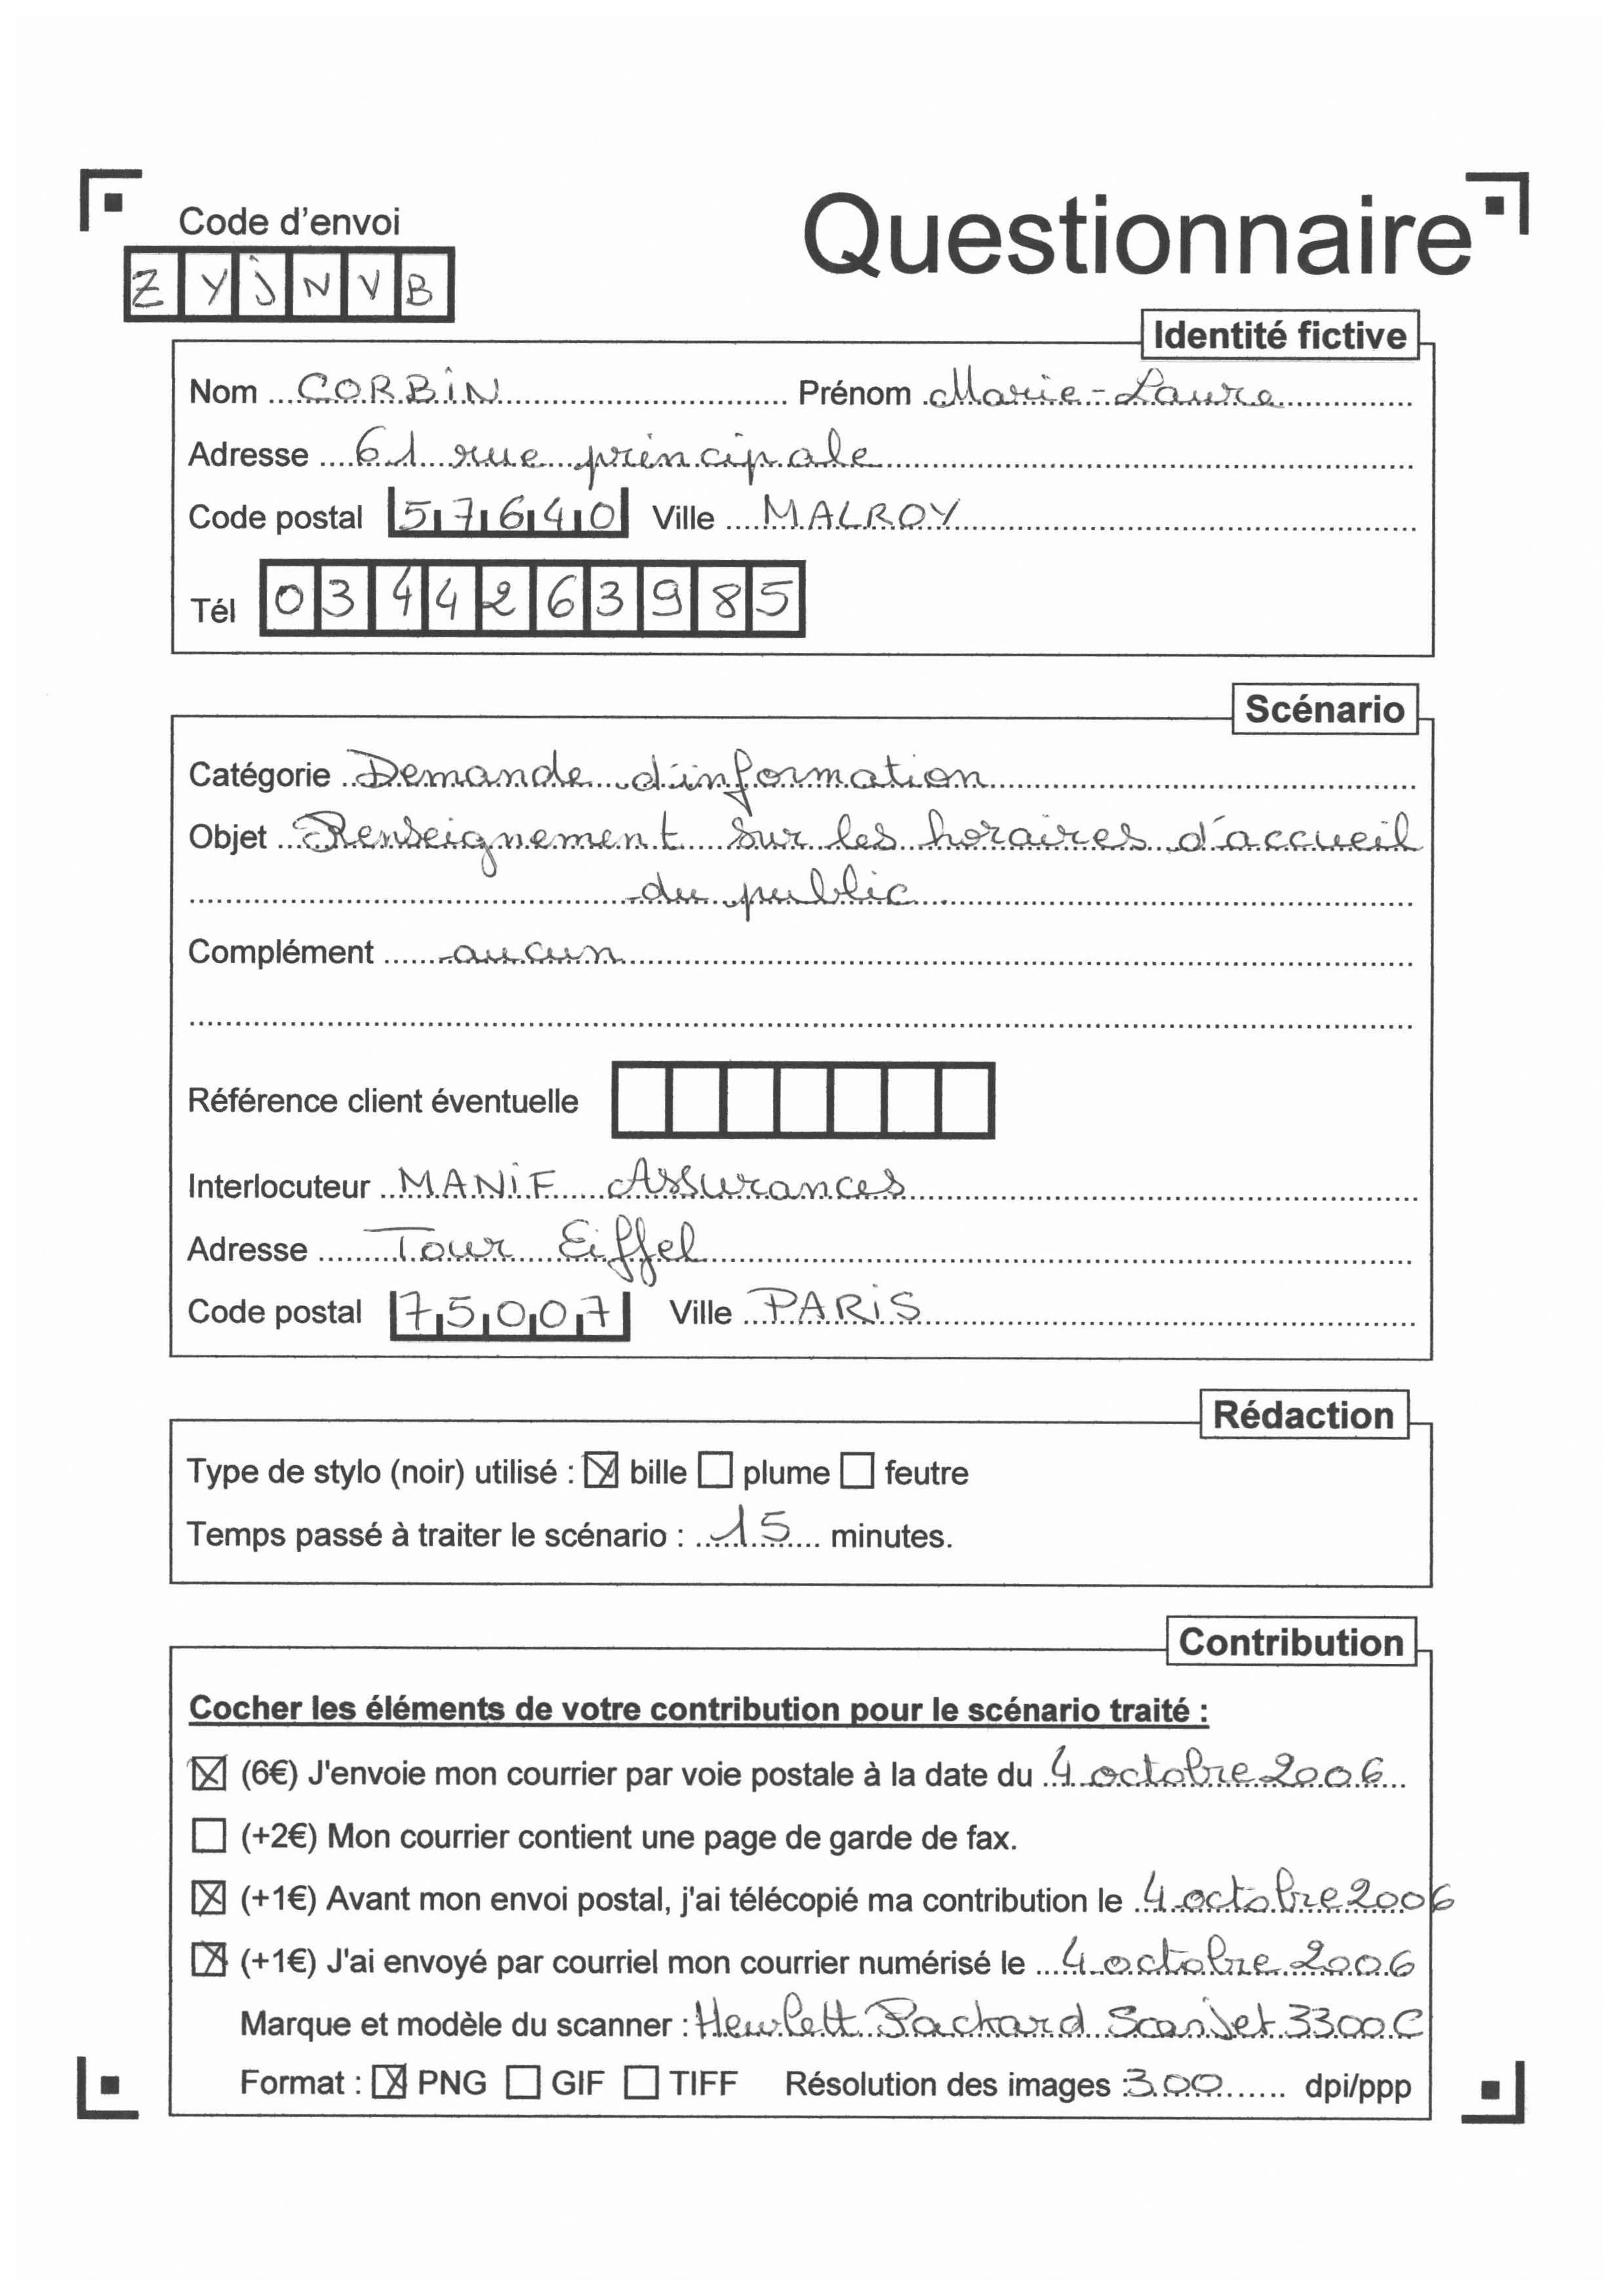 Code d'envoi
Questionnaire
ZYJNVB
Identité fictive
Nom CORBIN Prénom Marie-Laure
Adresse 61 rue principale
Code postal 57640 Ville MALROY
Tél 0344263985
Scénario
Catégorie Demande d'information
Objet Renseignement sur les horaires d'accueil
du public.
Complément aucun
Référence client éventuelle
Interlocuteur MANIF Assurances
Adresse Tour Eiffel
Code postal 75007 Ville PARIS
Rédaction
Type de stylo (noir) utilisé : ☒ bille ☐ plume ☐ feutre
Temps passé à traiter le scénario : 15 minutes.
Contribution
Cocher les éléments de votre contribution pour le scénario traité :
☒ (6€) J'envoie mon courrier par voie postale à la date du 4 octobre 2006
☐ (+2€) Mon courrier contient une page de garde de fax.
☒ (+1€) Avant mon envoi postal, j'ai télécopié ma contribution le 4 octobre 2006
☒ (+1€) J'ai envoyé par courriel mon courrier numérisé le 4 octobre 2006
Marque et modèle du scanner : Hewlett Packard ScanJet 3300C
Format : ☒ PNG ☐ GIF ☐ TIFF Résolution des images : 300 dpi/ppp